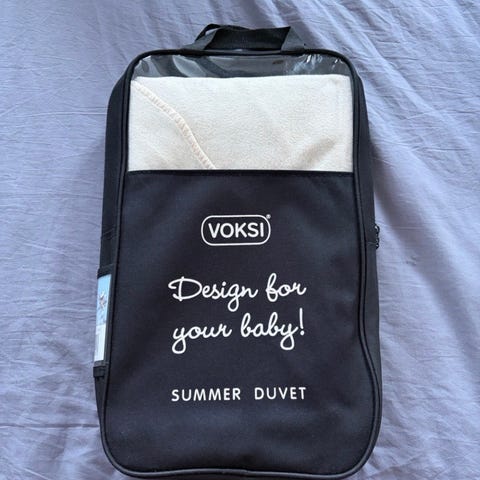 VOKSI®
Design for
your baby!
SUMMER DUVET